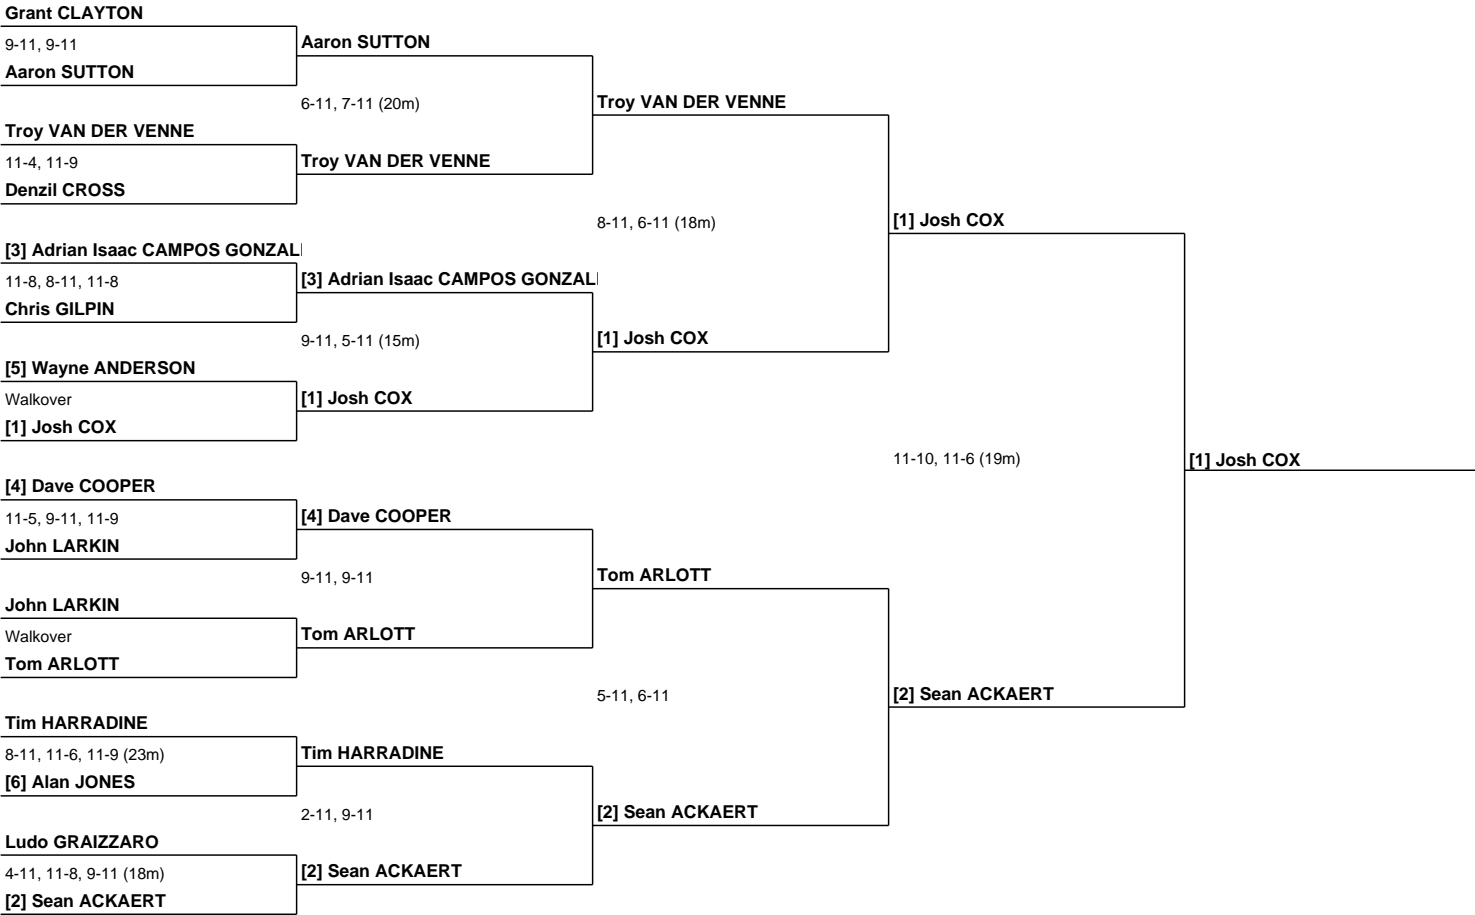 Grant CLAYTON
9-11, 9-11
Aaron SUTTON
Troy VAN DER VENNE
11-4, 11-9
Denzil CROSS
[3] Adrian Isaac CAMPOS GONZAL
11-8, 8-11, 11-8
Chris GILPIN
[5] Wayne ANDERSON
Walkover
[1] Josh COX
[4] Dave COOPER
11-5, 9-11, 11-9
John LARKIN
John LARKIN
Walkover
Tom ARLOTT
Tim HARRADINE
8-11, 11-6, 11-9 (23m)
[6] Alan JONES
Ludo GRAIZZARO
4-11, 11-8, 9-11 (18m)
[2] Sean ACKAERT
Aaron SUTTON
6-11, 7-11 (20m)
Troy VAN DER VENNE
[3] Adrian Isaac CAMPOS GONZAL
9-11, 5-11 (15m)
[1] Josh COX
[4] Dave COOPER
9-11, 9-11
Tom ARLOTT
Tim HARRADINE
2-11, 9-11
[2] Sean ACKAERT
Troy VAN DER VENNE
8-11, 6-11 (18m)
[1] Josh COX
Tom ARLOTT
5-11, 6-11
[2] Sean ACKAERT
[1] Josh COX
11-10, 11-6 (19m)
[2] Sean ACKAERT
[1] Josh COX